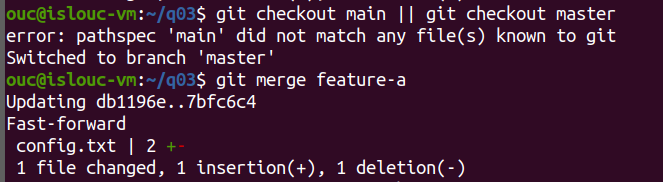 ouc@islouc-vm:~/q03$ git checkout main || git checkout master
error: pathspec 'main' did not match any file(s) known to git
Switched to branch 'master'
ouc@islouc-vm:~/q03$ git merge feature-a
Updating db1196e..7bfc6c4
Fast-forward
 config.txt | 2 +-
 1 file changed, 1 insertion(+), 1 deletion(-)